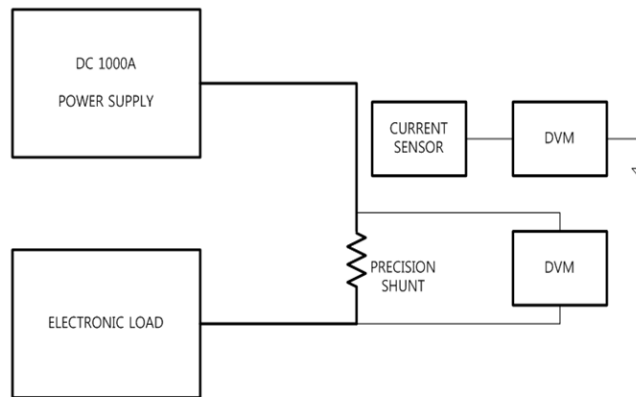 DC 1000A
POWER SUPPLY
CURRENT
SENSOR
DVM
PRECISION
SHUNT
DVM
ELECTRONIC LOAD